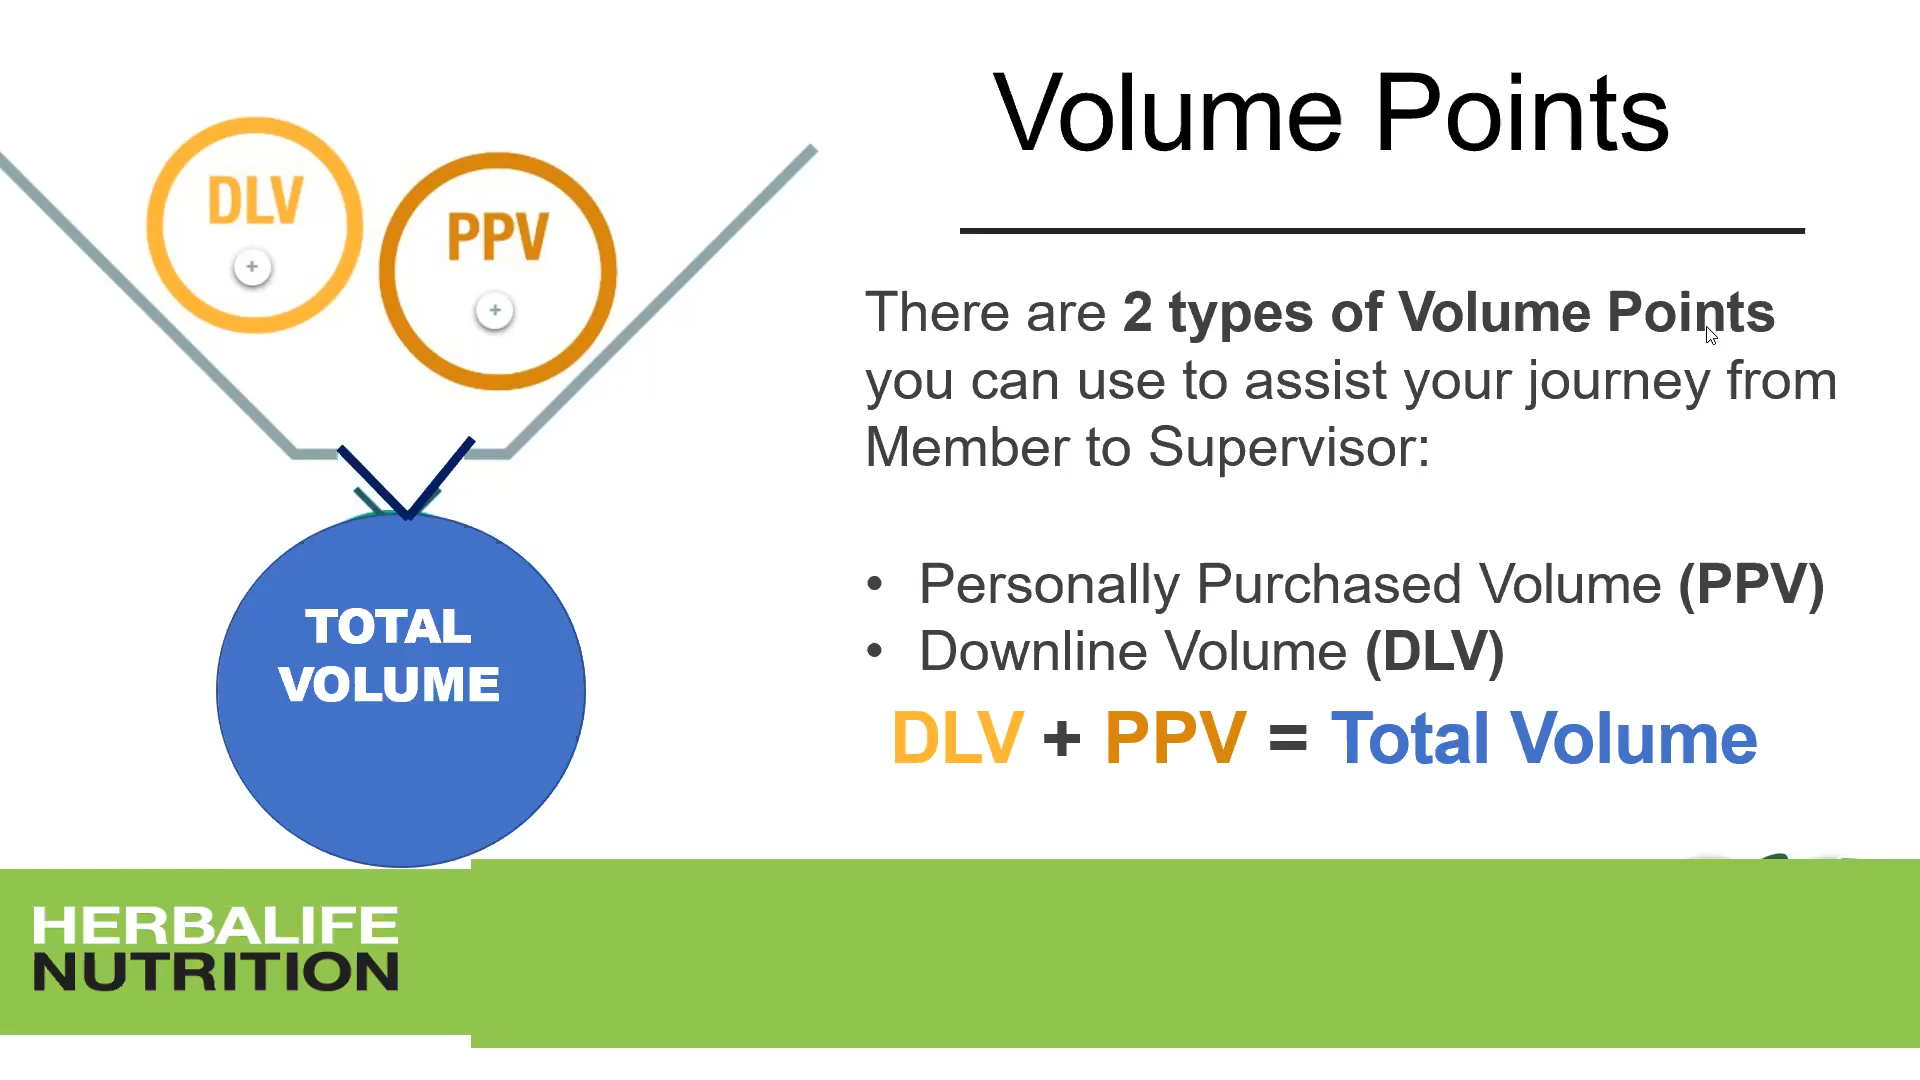 Volume Points
DLV
+
PPV
+
TOTAL
VOLUME
There are 2 types of Volume Points
you can use to assist your journey from
Member to Supervisor:
• Personally Purchased Volume (PPV)
• Downline Volume (DLV)
DLV + PPV = Total Volume
HERBALIFE
NUTRITION